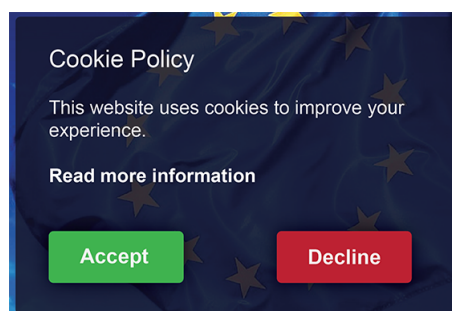 Cookie Policy
This website uses cookies to improve your
experience.
Read more information
Accept
Decline